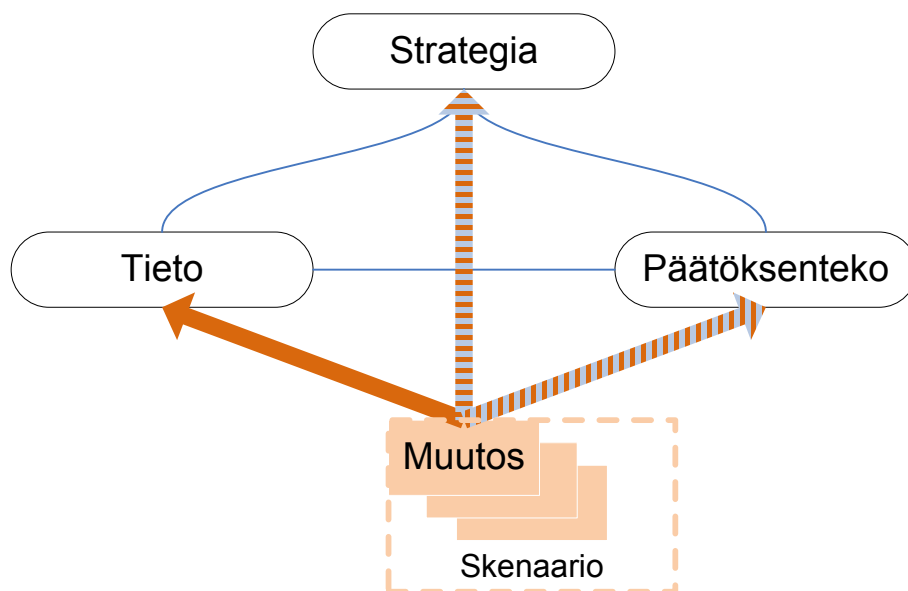 Strategia
Tieto
Päätöksenteko
Muutos
Skenaario